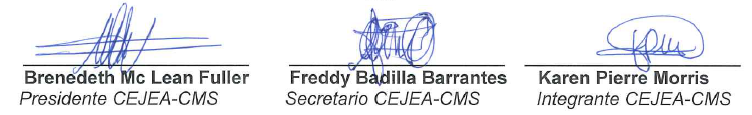 Brenedeth Mc Lean Fuller Freddy Badilla Barrantes Karen Pierre Morris
Presidente CEJEA-CMS Secretario CEJEA-CMS Integrante CEJEA-CMS